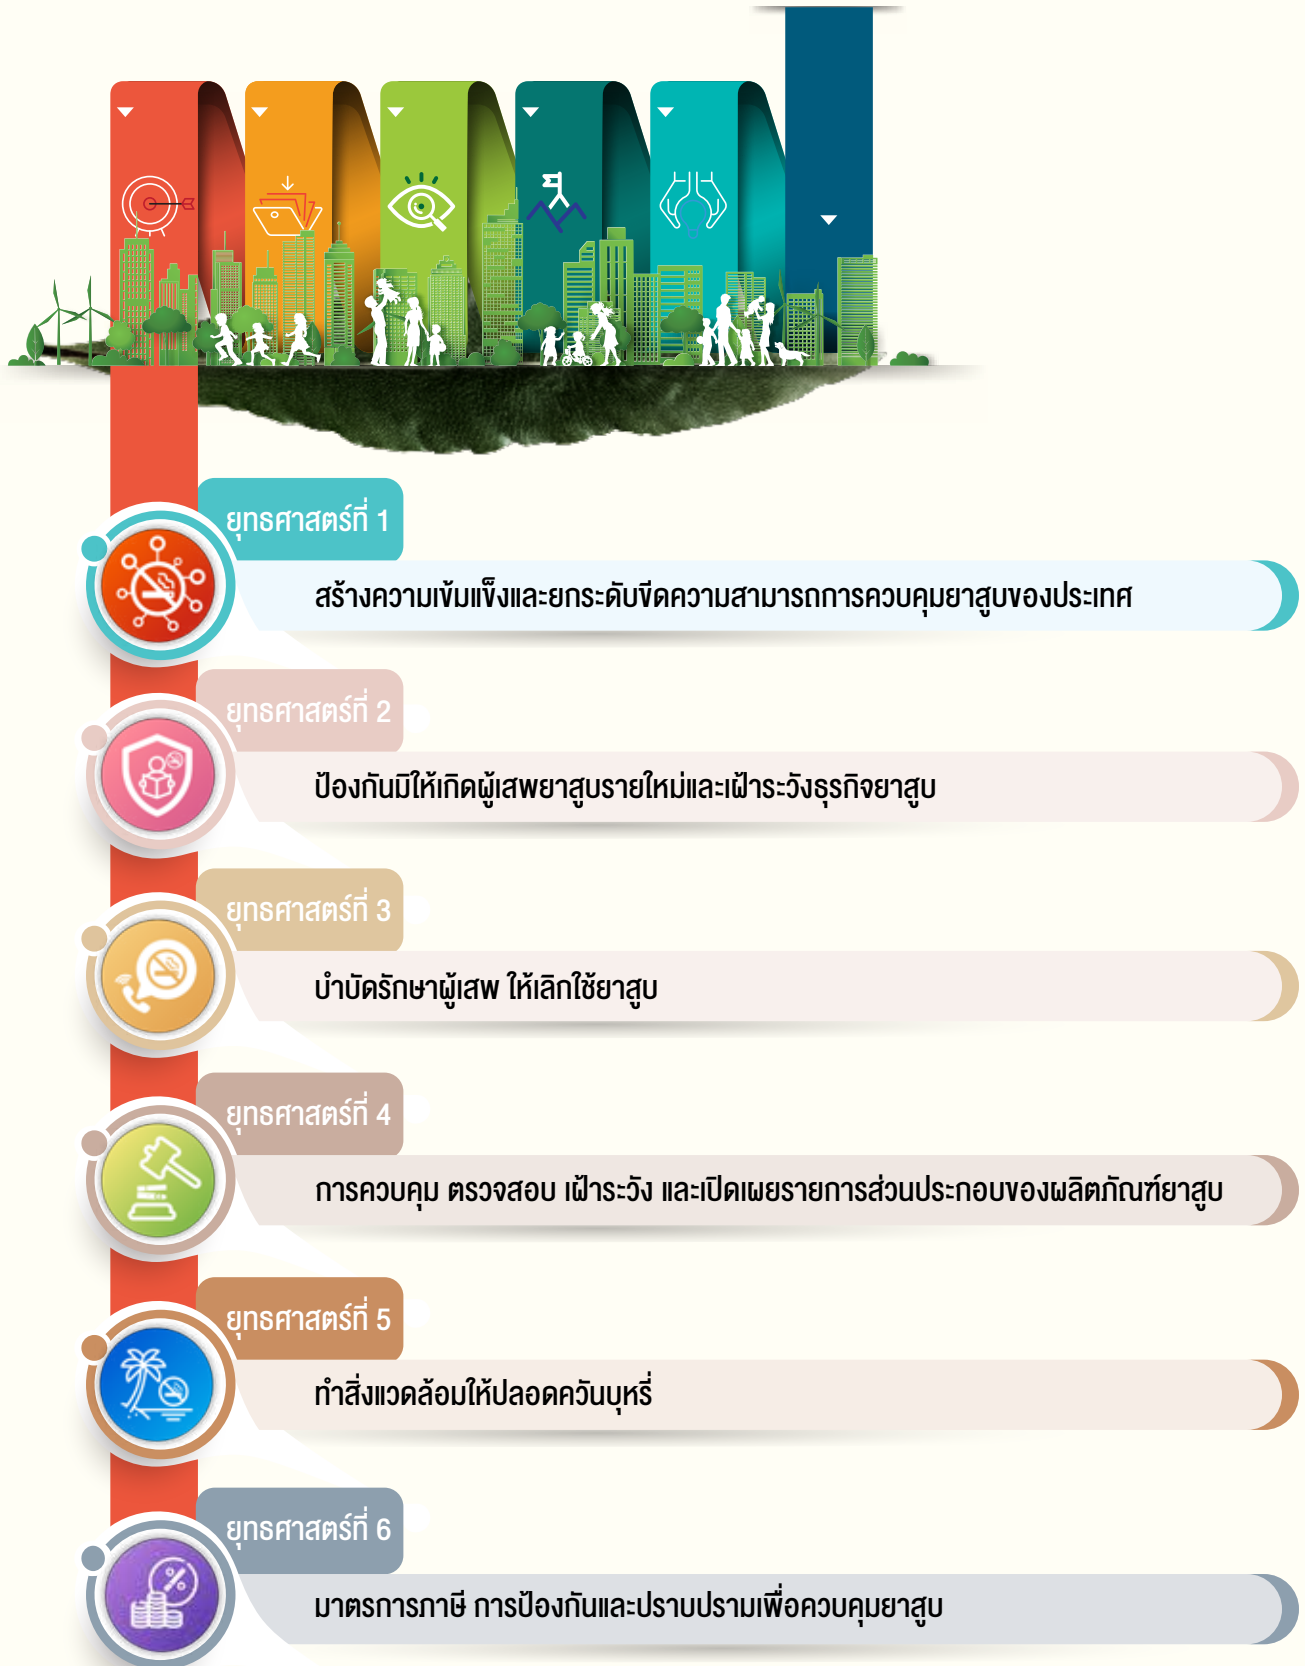 ยุทธศาสตร์ที่ 1
สร้างความเข้มแข็งและยกระดับขีดความสามารถการควบคุมยาสูบของประเทศ
ยุทธศาสตร์ที่ 2
ป้องกันมิให้เกิดผู้เสพยาสูบรายใหม่และเฝ้าระวังธุรกิจยาสูบ
ยุทธศาสตร์ที่ 3
บำบัดรักษาผู้เสพ ให้เลิกใช้ยาสูบ
ยุทธศาสตร์ที่ 4
การควบคุม ตรวจสอบ เฝ้าระวัง และเปิดเผยรายการส่วนประกอบของผลิตภัณฑ์ยาสูบ
ยุทธศาสตร์ที่ 5
ทำสิ่งแวดล้อมให้ปลอดควันบุหรี่
ยุทธศาสตร์ที่ 6
มาตรการภาษี การป้องกันและปราบปรามเพื่อควบคุมยาสูบ